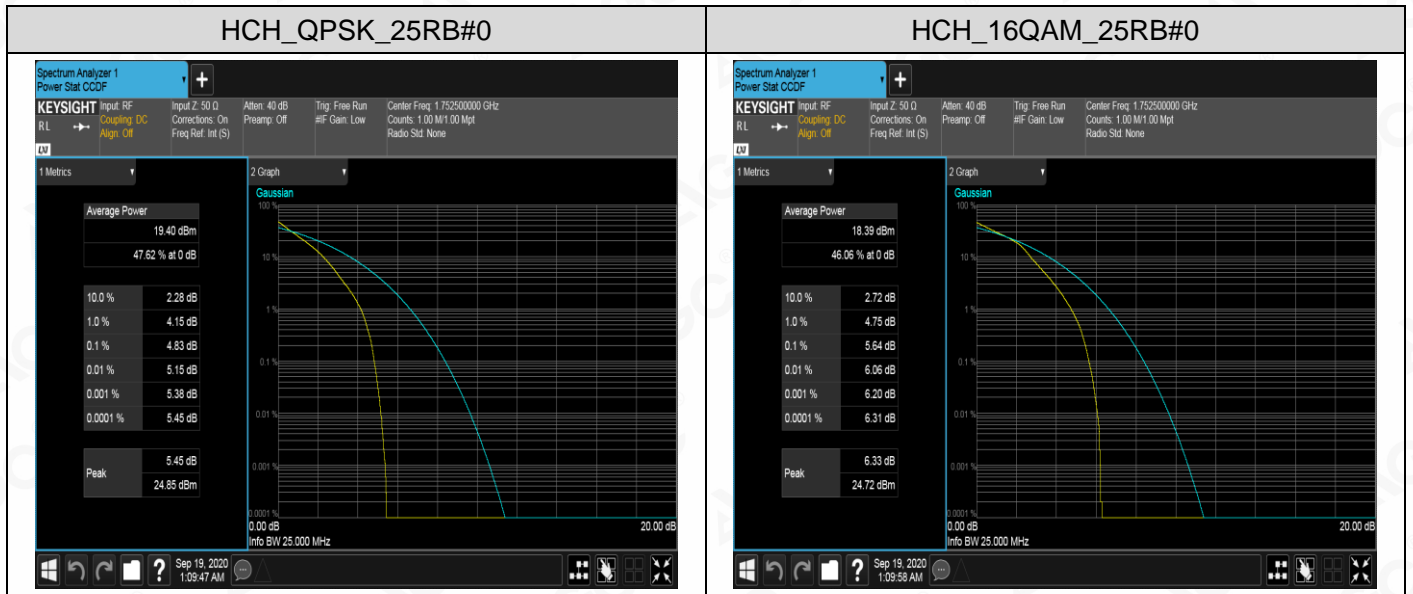 HCH_QPSK_25RB#0
Spectrum Analyzer 1
Power Stat CCDF
KEYSIGHT
RL
LXI
Input: RF
Coupling: DC
Align: Off
Input Z: 50 Ω
Corrections: On
Freq Ref: Int (S)
Atten: 40 dB
Preamp: Off
Trig: Free Run
#IF Gain: Low
Center Freq: 1.752500000 GHz
Counts: 1.00 M/1.00 Mpt
Radio Std: None
1 Metrics
Average Power
19.40 dBm
47.62 % at 0 dB
10.0 % 2.28 dB
1.0 % 4.15 dB
0.1 % 4.83 dB
0.01 % 5.15 dB
0.001 % 5.38 dB
0.0001 % 5.45 dB
Peak
5.45 dB
24.85 dBm
2 Graph
Gaussian
100 %
10 %
1 %
0.1 %
0.01 %
0.001 %
0.0001 %
0.00 dB 20.00 dB
Info BW 25.000 MHz
? Sep 19, 2020
1:09:47 AM
HCH_16QAM_25RB#0
Spectrum Analyzer 1
Power Stat CCDF
KEYSIGHT
RL
LXI
Input: RF
Coupling: DC
Align: Off
Input Z: 50 Ω
Corrections: On
Freq Ref: Int (S)
Atten: 40 dB
Preamp: Off
Trig: Free Run
#IF Gain: Low
Center Freq: 1.752500000 GHz
Counts: 1.00 M/1.00 Mpt
Radio Std: None
1 Metrics
Average Power
18.39 dBm
46.06 % at 0 dB
10.0 % 2.72 dB
1.0 % 4.75 dB
0.1 % 5.64 dB
0.01 % 6.06 dB
0.001 % 6.20 dB
0.0001 % 6.31 dB
Peak
6.33 dB
24.72 dBm
2 Graph
Gaussian
100 %
10 %
1 %
0.1 %
0.01 %
0.001 %
0.0001 %
0.00 dB 20.00 dB
Info BW 25.000 MHz
? Sep 19, 2020
1:09:58 AM